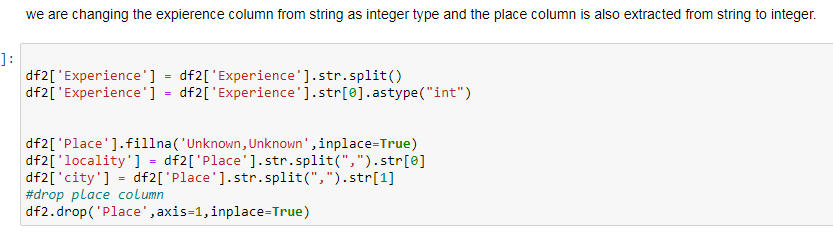 we are changing the expierence column from string as integer type and the place column is also extracted from string to integer.
]:
df2['Experience'] = df2['Experience'].str.split()
df2['Experience'] = df2['Experience'].str[0].astype("int")
df2['Place'].fillna('Unknown,Unknown',inplace=True)
df2['locality'] = df2['Place'].str.split(",").str[0]
df2['city'] = df2['Place'].str.split(",").str[1]
#drop place column
df2.drop('Place',axis=1,inplace=True)